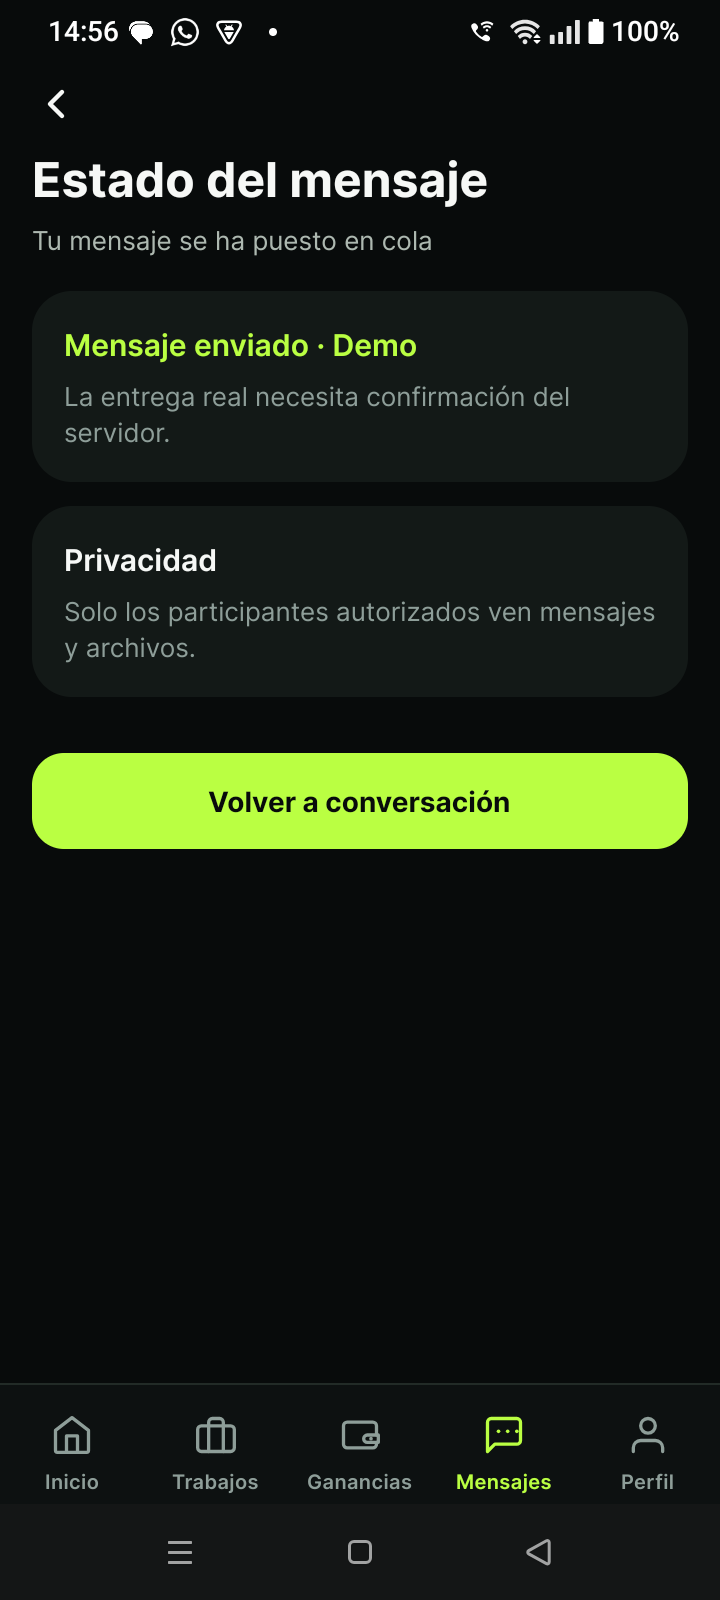 14:56
100%
Estado del mensaje
Tu mensaje se ha puesto en cola
Mensaje enviado · Demo
La entrega real necesita confirmación del
servidor.
Privacidad
Solo los participantes autorizados ven mensajes
y archivos.
Volver a conversación
Inicio
Trabajos
Ganancias
Mensajes
Perfil